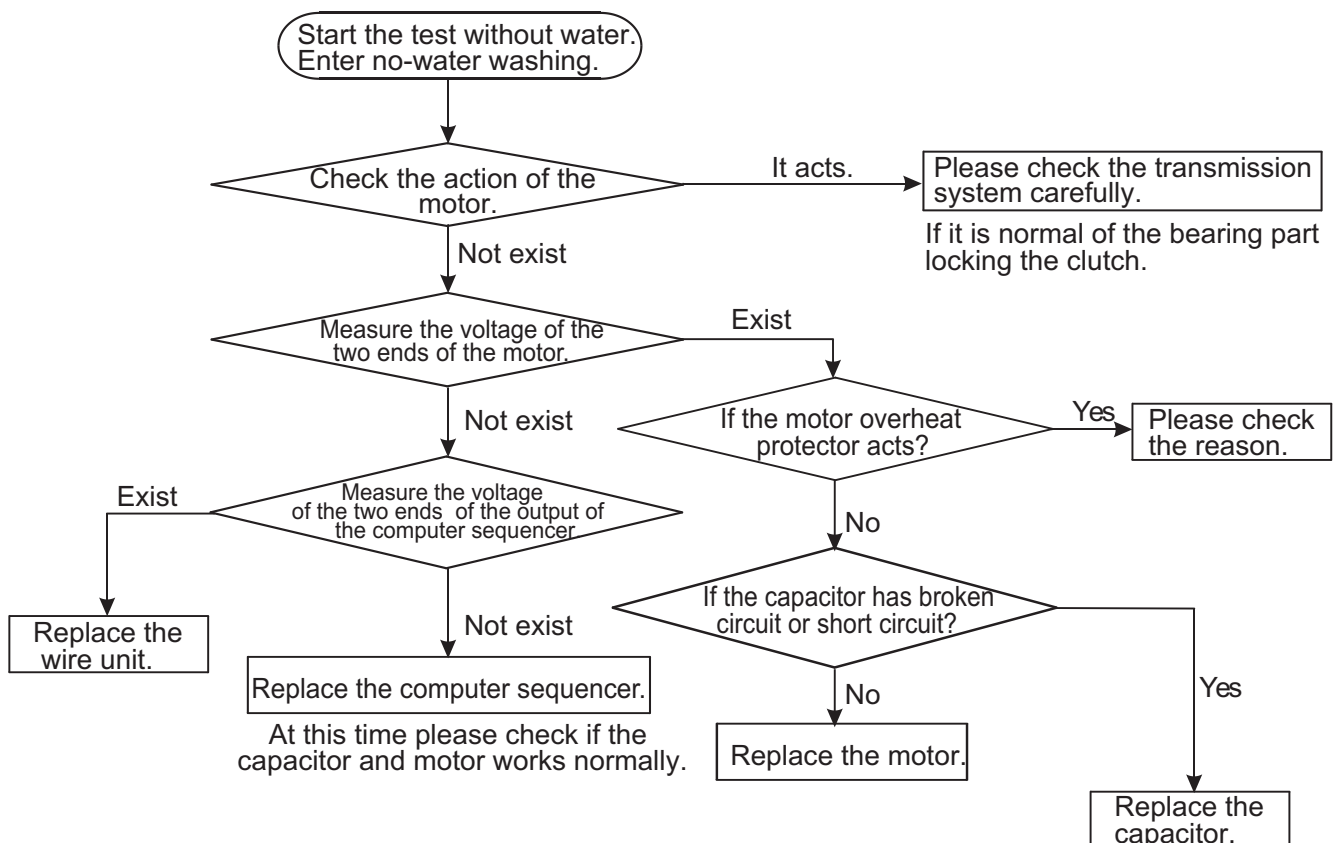 Start the test without water.
Enter no-water washing.
Check the action of the
motor.
It acts.
Please check the transmission
system carefully.
If it is normal of the bearing part
locking the clutch.
Not exist
Measure the voltage of the
two ends of the motor.
Exist
Not exist
If the motor overheat
protector acts?
Yes
Please check
the reason.
Measure the voltage
of the two ends of the output of
the computer sequencer
Exist
No
Replace the
wire unit.
Not exist
If the capacitor has broken
circuit or short circuit?
Replace the computer sequencer.
At this time please check if the
capacitor and motor works normally.
No
Yes
Replace the motor.
Replace the
capacitor.